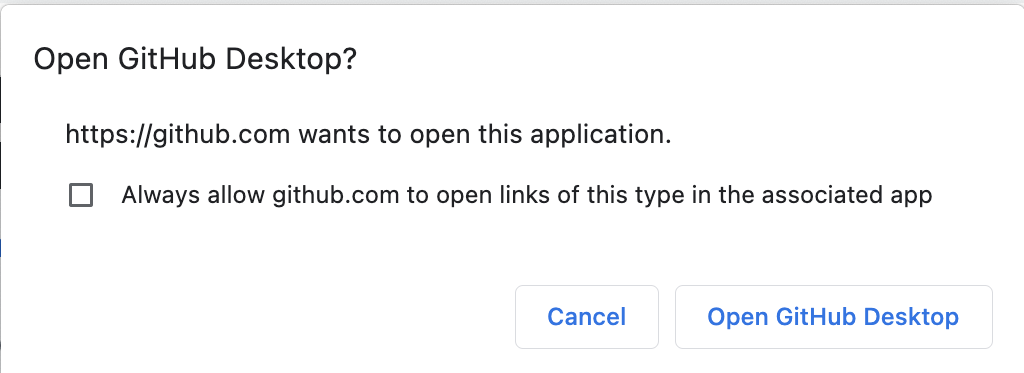 Open GitHub Desktop?
https://github.com wants to open this application.
Always allow github.com to open links of this type in the associated app
Cancel
Open GitHub Desktop